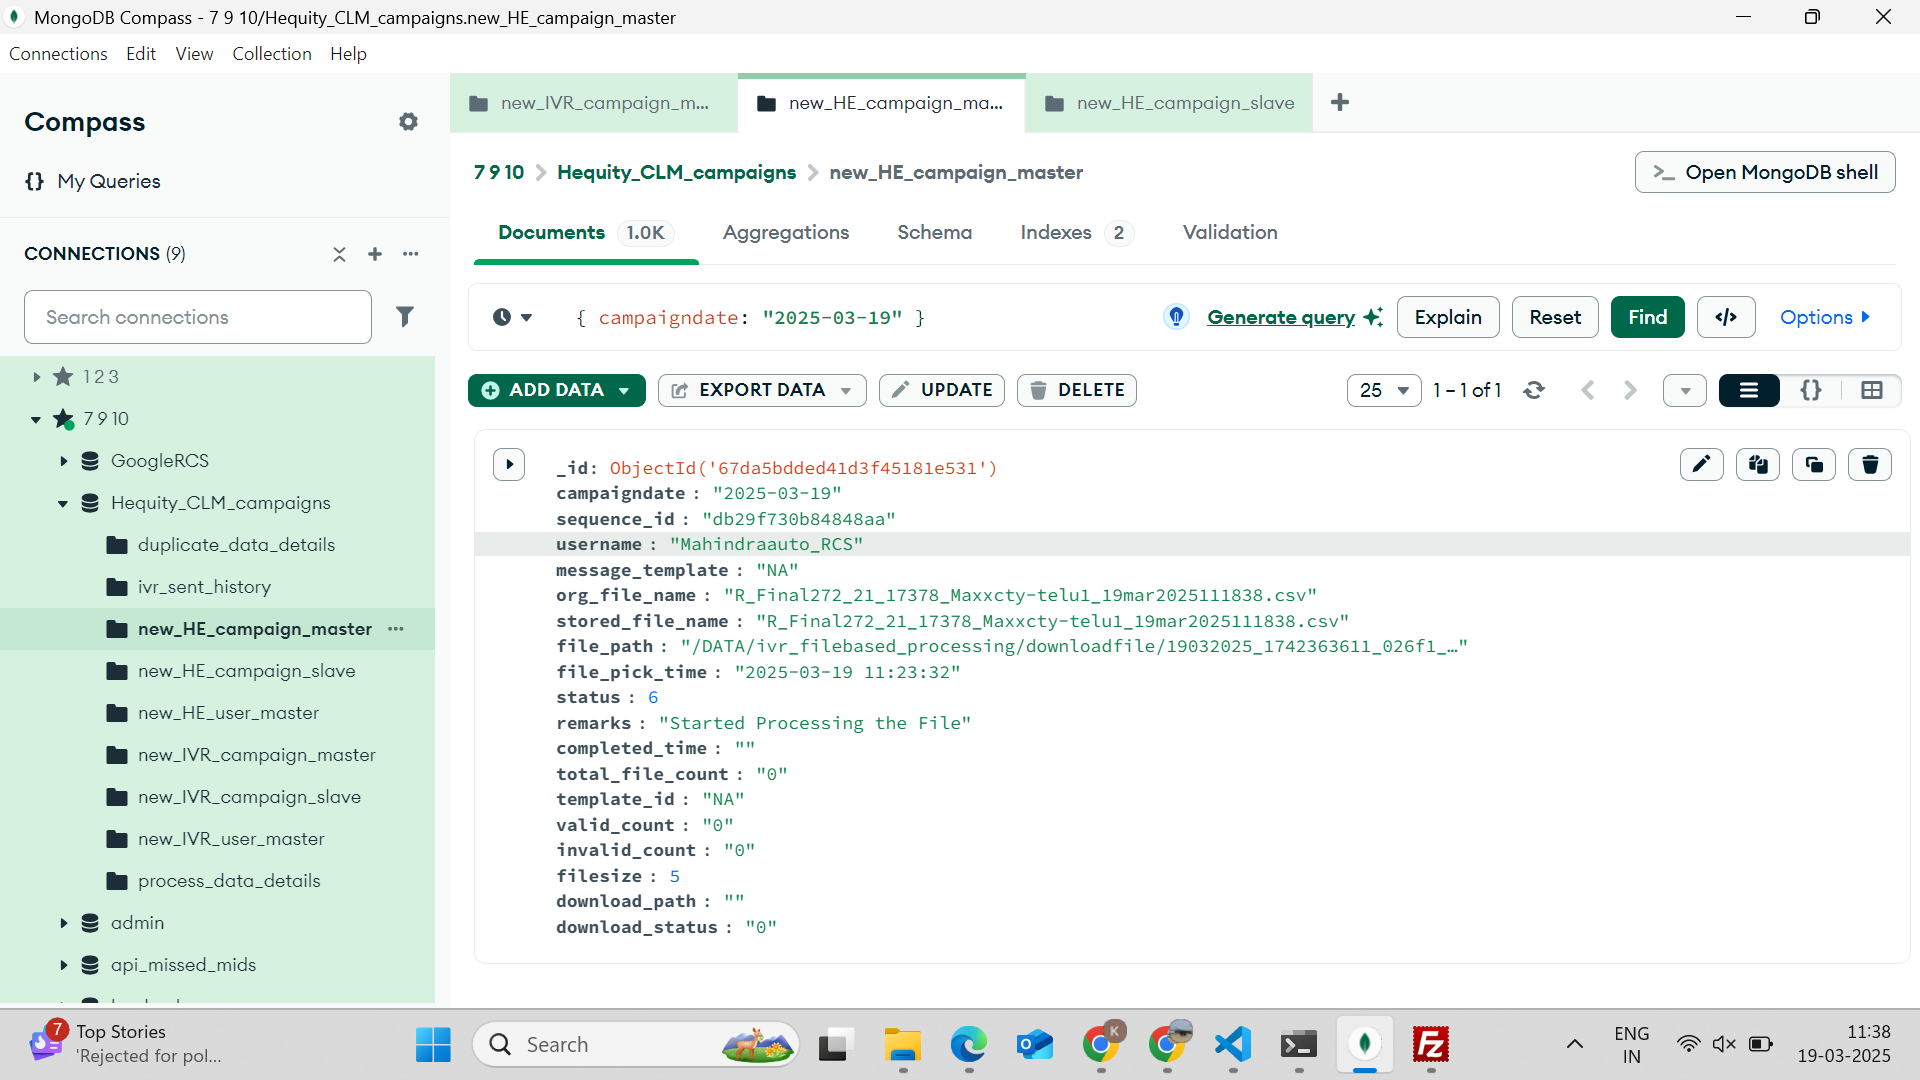 MongoDB Compass - 7 9 10/Hequity_CLM_campaigns.new_HE_campaign_master
Connections Edit View Collection Help
Compass
{} My Queries
CONNECTIONS (9)
Search connections
1 2 3
7 9 10
GoogleRCS
Hequity_CLM_campaigns
duplicate_data_details
ivr_sent_history
new_HE_campaign_master
new_HE_campaign_slave
new_HE_user_master
new_IVR_campaign_master
new_IVR_campaign_slave
new_IVR_user_master
process_data_details
admin
api_missed_mids
new_IVR_campaign_m...
new_HE_campaign_ma...
new_HE_campaign_slave
7 9 10 > Hequity_CLM_campaigns > new_HE_campaign_master
>_ Open MongoDB shell
Documents 1.0K Aggregations Schema Indexes 2 Validation
{ campaigndate: "2025-03-19" }
Generate query Explain Reset Find </> Options
ADD DATA EXPORT DATA UPDATE DELETE
25 1 – 1 of 1 {}
_id: ObjectId('67da5bdded41d3f45181e531')
campaigndate : "2025-03-19"
sequence_id : "db29f730b84848aa"
username : "Mahindraauto_RCS"
message_template : "NA"
org_file_name : "R_Final272_21_17378_Maxxcty-telu1_19mar2025111838.csv"
stored_file_name : "R_Final272_21_17378_Maxxcty-telu1_19mar2025111838.csv"
file_path : "/DATA/ivr_filebased_processing/downloadfile/19032025_1742363611_026f1_…"
file_pick_time : "2025-03-19 11:23:32"
status : 6
remarks : "Started Processing the File"
completed_time : ""
total_file_count : "0"
template_id : "NA"
valid_count : "0"
invalid_count : "0"
filesize : 5
download_path : ""
download_status : "0"
7
Top Stories
'Rejected for pol...
Search
K
ENG
IN
11:38
19-03-2025